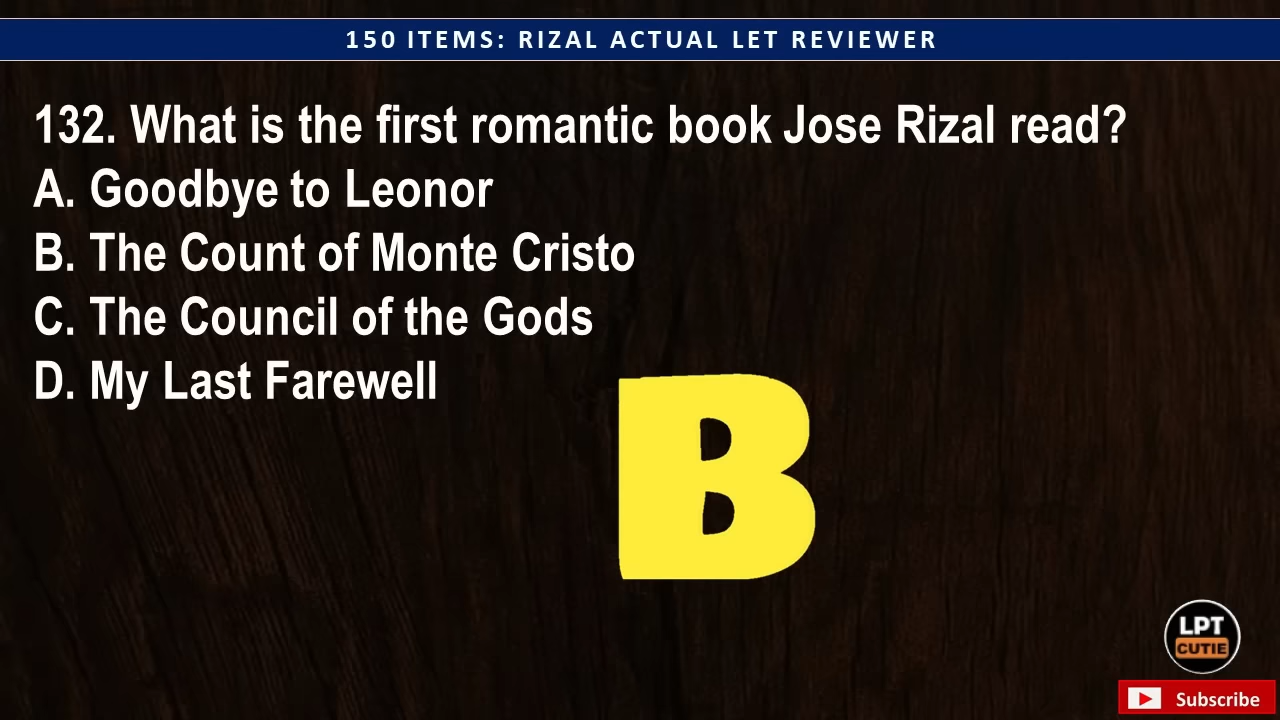 150 ITEMS: RIZAL ACTUAL LET REVIEWER
132. What is the first romantic book Jose Rizal read?
A. Goodbye to Leonor
B. The Count of Monte Cristo
C. The Council of the Gods
D. My Last Farewell
B
LPT
CUTIE
Subscribe